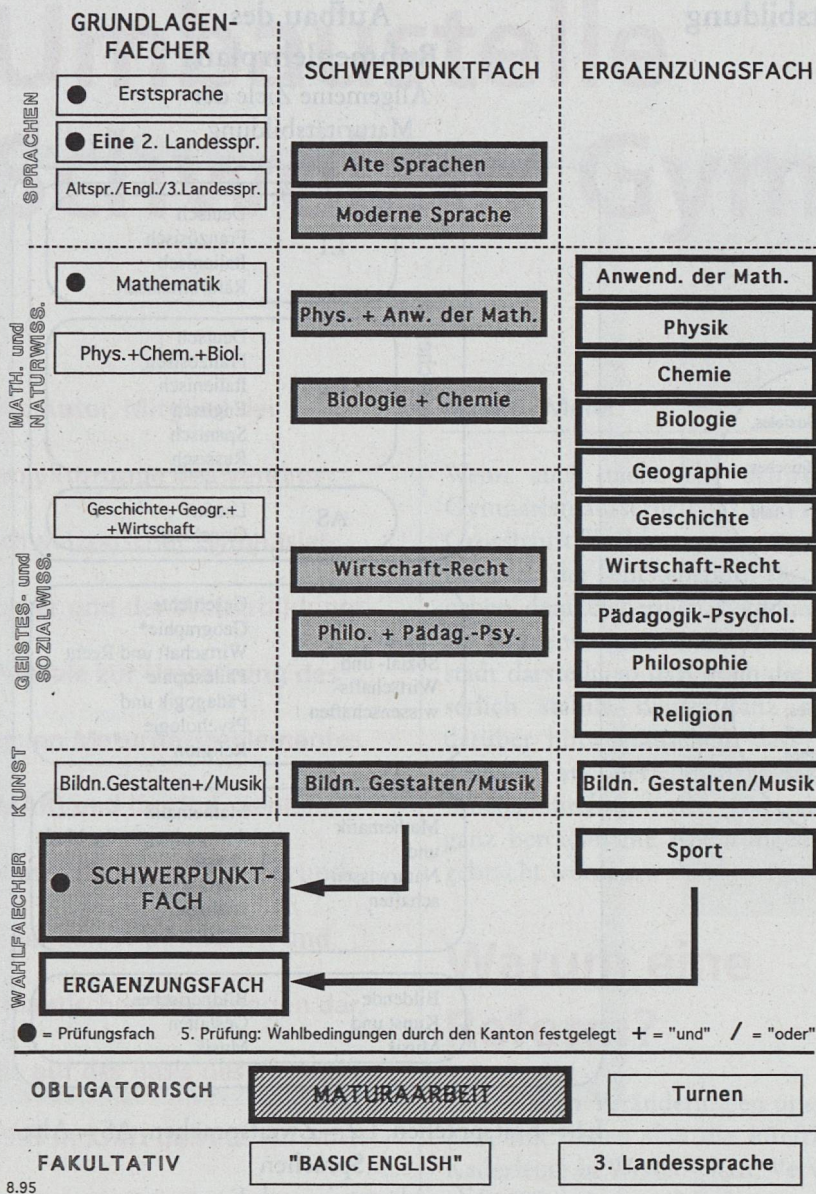 GRUNDLAGEN-
FAECHER
SCHWERPUNKTFACH
ERGAENZUNGSFACH
SPRACHEN
● Erstsprache
● Eine 2. Landesspr.
Altspr./Engl./3.Landesspr.
Alte Sprachen
Moderne Sprache
MATH. und
NATURWISS.
● Mathematik
Phys.+Chem.+Biol.
Phys. + Anw. der Math.
Biologie + Chemie
Anwend. der Math.
Physik
Chemie
Biologie
Geographie
Geschichte
Wirtschaft-Recht
Pädagogik-Psychol.
Philosophie
Religion
GEISTES- und
SOZIALWISS.
Geschichte+Geogr.+
+Wirtschaft
Wirtschaft-Recht
Philo. + Pädag.-Psy.
KUNST
Bildn.Gestalten+/Musik
Bildn. Gestalten/Musik
Bildn. Gestalten/Musik
Sport
WAHLFAECHER
● SCHWERPUNKT-
FACH
ERGAENZUNGSFACH
● = Prüfungsfach 5. Prüfung: Wahlbedingungen durch den Kanton festgelegt + = "und" / = "oder"
OBLIGATORISCH
MATURAARBEIT
Turnen
FAKULTATIV
"BASIC ENGLISH"
3. Landessprache
8.95